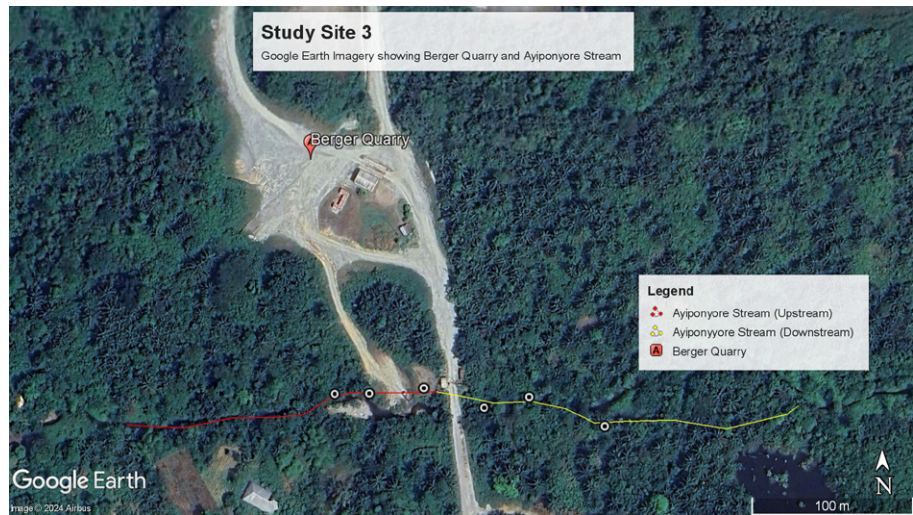 Study Site 3
Google Earth Imagery showing Berger Quarry and Ayiponyore Stream
Berger Quarry
Legend
Ayiponyore Stream (Upstream)
Ayiponyyore Stream (Downstream)
A Berger Quarry
Google Earth
Image © 2024 Airbus
N
100 m